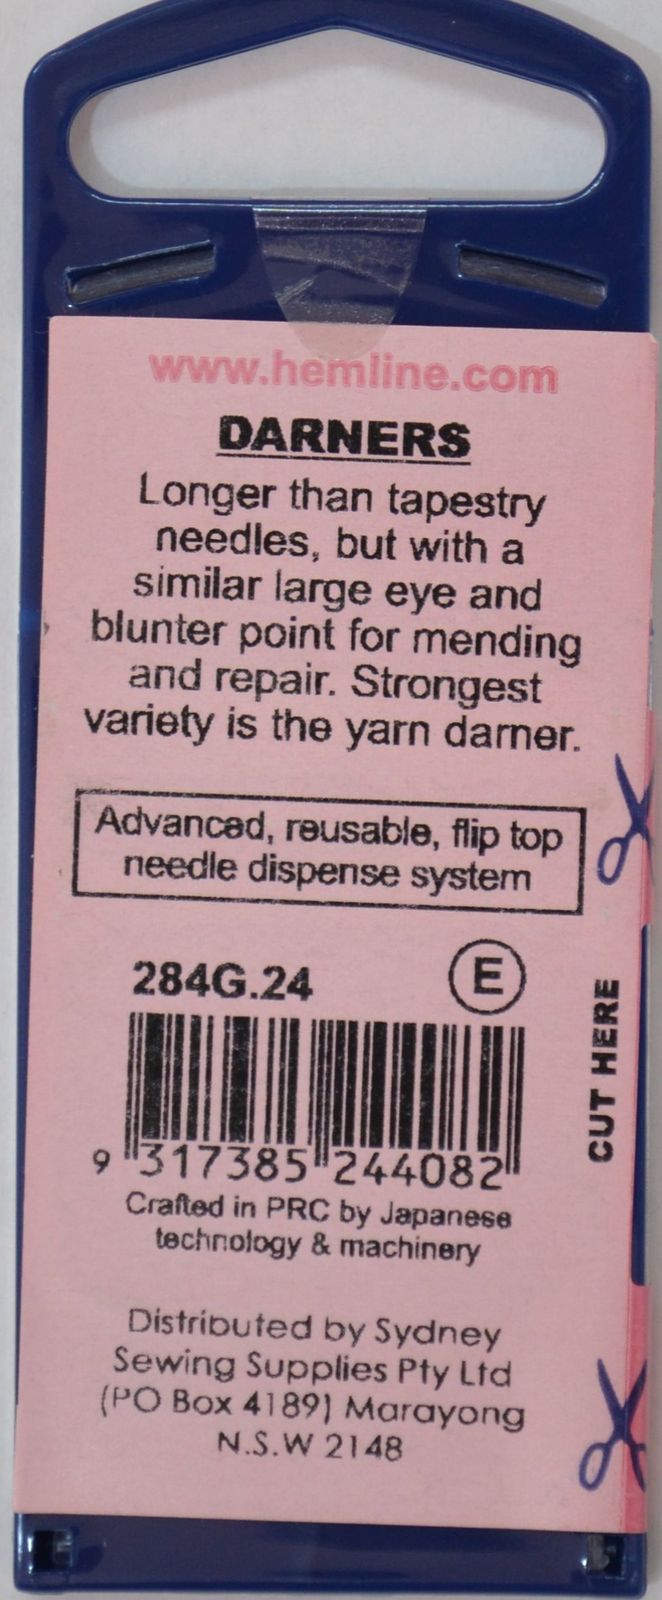 www.hemline.com
DARNERS
Longer than tapestry
needles, but with a
similar large eye and
blunter point for mending
and repair. Strongest
variety is the yarn darner.
Advanced, reusable, flip top
needle dispense system
284G.24
E
9 317385 244082
CUT HERE
Crafted in PRC by Japanese
technology & machinery
Distributed by Sydney
Sewing Supplies Pty Ltd
(PO Box 4189) Marayong
N.S.W 2148